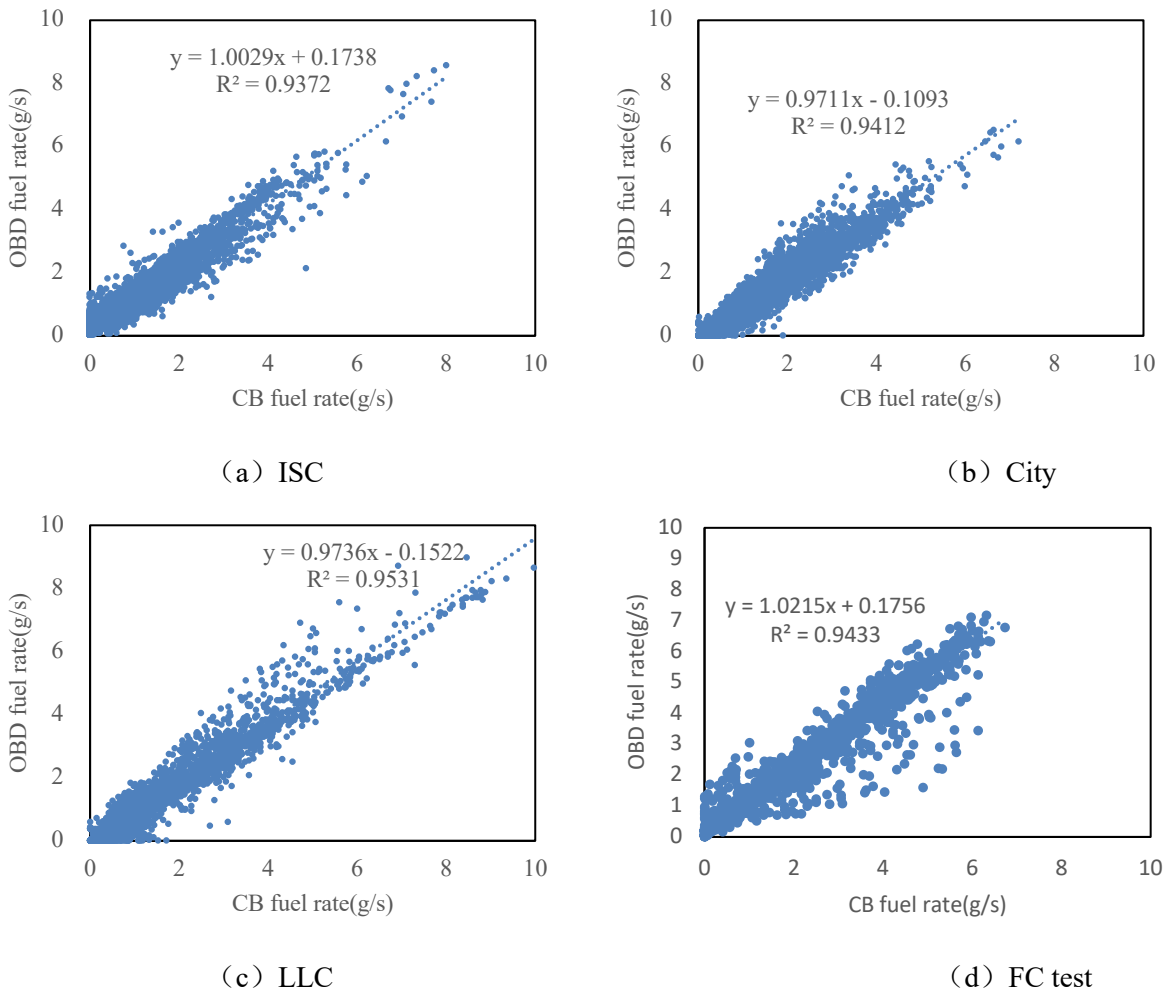 10
8
6
4
2
0
OBD fuel rate(g/s)
y = 1.0029x + 0.1738
R² = 0.9372
0 2 4 6 8 10
CB fuel rate(g/s)
（a）ISC
10
8
6
4
2
0
OBD fuel rate(g/s)
y = 0.9711x - 0.1093
R² = 0.9412
0 2 4 6 8 10
CB fuel rate(g/s)
（b）City
10
8
6
4
2
0
OBD fuel rate(g/s)
y = 0.9736x - 0.1522
R² = 0.9531
0 2 4 6 8 10
CB fuel rate(g/s)
（c）LLC
10
9
8
7
6
5
4
3
2
1
0
OBD fuel rate(g/s)
y = 1.0215x + 0.1756
R² = 0.9433
0 2 4 6 8 10
CB fuel rate(g/s)
（d）FC test